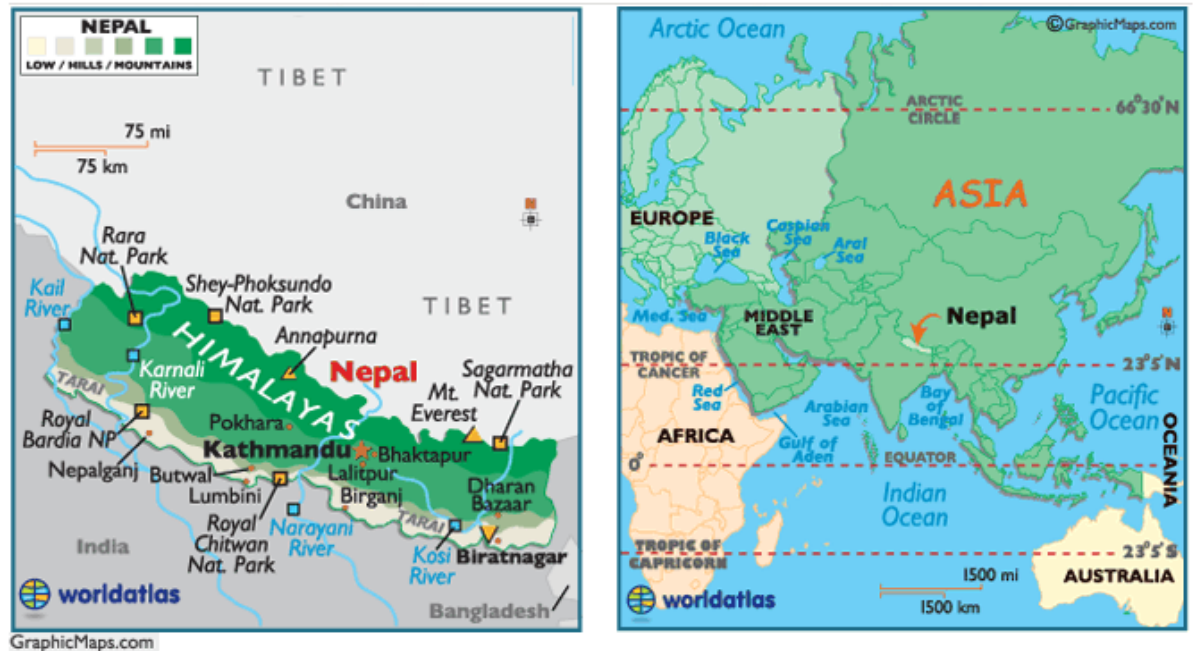 NEPAL
LOW / HILLS / MOUNTAINS
TIBET
75 mi
75 km
China
Rara
Nat. Park
Shey-Phoksundo
Nat. Park
Kail
River
TIBET
HIMALAYAS
Annapurna
Nepal
Sagarmatha
Nat. Park
Mt.
Everest
Karnali
River
TARAI
Royal
Bardia NP
Pokhara
Kathmandu
Bhaktapur
Nepalganj
Butwal
Lalitpur
Lumbini
Birganj
Dharan
Bazaar
Royal
Chitwan
Nat. Park
Narayani
River
TARAI
Kosi
River
Biratnagar
India
worldatlas
Bangladesh
GraphicMaps.com
Arctic Ocean
©GraphicMaps.com
ARCTIC
CIRCLE
66°30'N
ASIA
EUROPE
Black
Sea
Caspian
Sea
Aral
Sea
Med. Sea
MIDDLE
EAST
Nepal
N
TROPIC OF
CANCER
23°5'N
Red
Sea
Arabian
Sea
Bay
of
Bengal
Pacific
Ocean
AFRICA
Gulf of
Aden
OCEANIA
0°
EQUATOR
Indian
Ocean
TROPIC OF
CAPRICORN
23°5'S
1500 mi
1500 km
AUSTRALIA
worldatlas